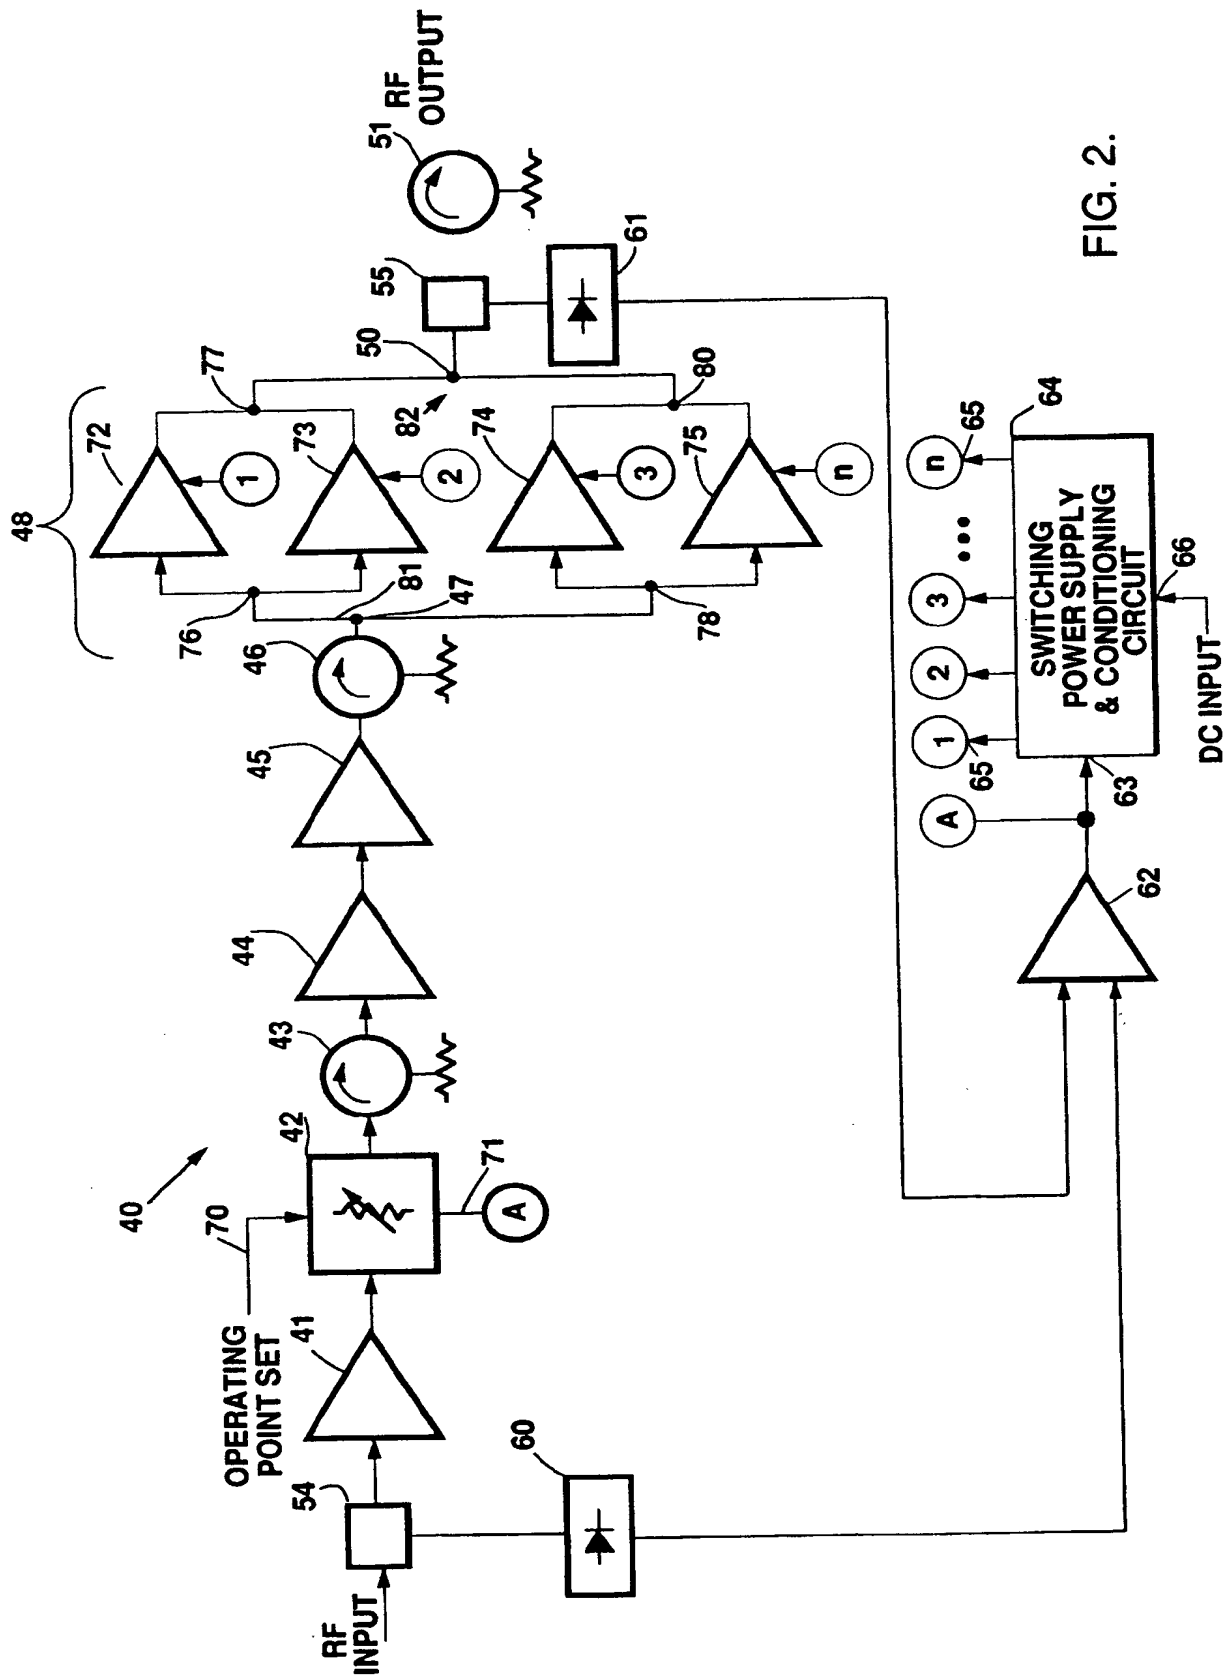 48
72
77
73
74
75
76
78
80
81
47
82
50
55
51
RF
OUTPUT
61
1
2
3
n
40
70
OPERATING
POINT SET
41
42
43
44
45
46
71
A
54
RF
INPUT
60
62
63
A
1
2
3
n
65
65
64
SWITCHING
POWER SUPPLY
& CONDITIONING
CIRCUIT
66
DC INPUT
FIG. 2.